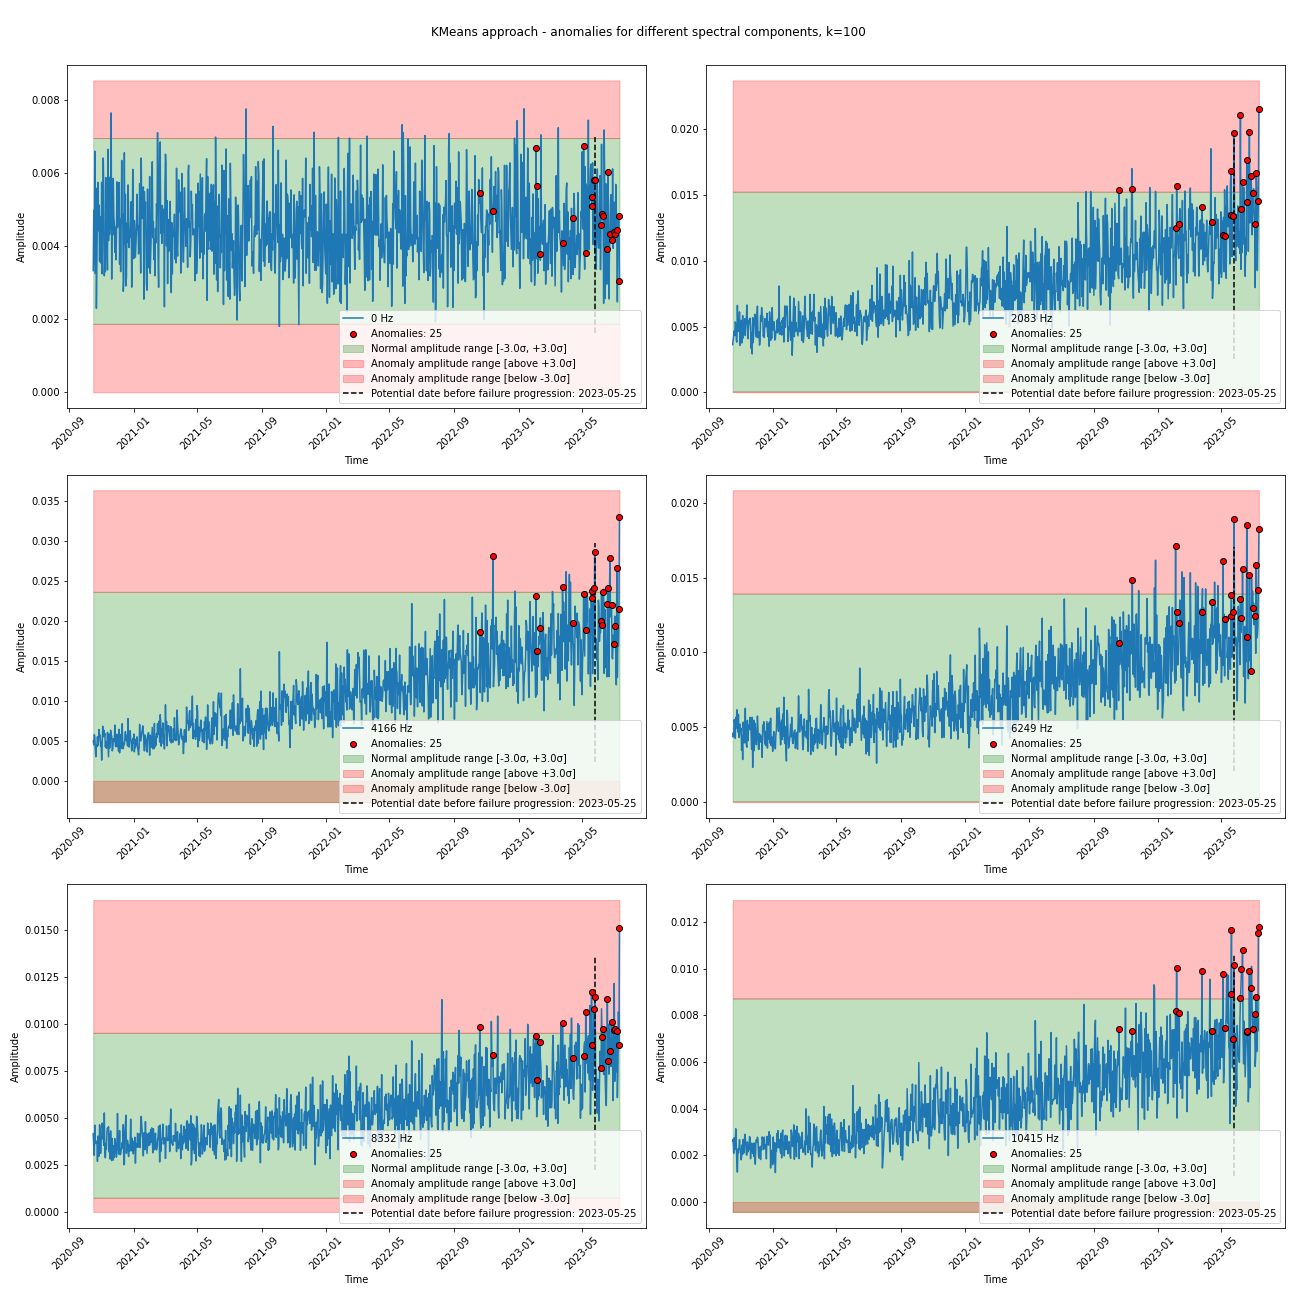 KMeans approach - anomalies for different spectral components, k=100
Amplitude
0.008
0.006
0.004
0.002
0.000
0 Hz
Anomalies: 25
Normal amplitude range [-3.0σ, +3.0σ]
Anomaly amplitude range [above +3.0σ]
Anomaly amplitude range [below -3.0σ]
Potential date before failure progression: 2023-05-25
2020-09 2021-01 2021-05 2021-09 2022-01 2022-05 2022-09 2023-01 2023-05
Time
Amplitude
0.020
0.015
0.010
0.005
0.000
2083 Hz
Anomalies: 25
Normal amplitude range [-3.0σ, +3.0σ]
Anomaly amplitude range [above +3.0σ]
Anomaly amplitude range [below -3.0σ]
Potential date before failure progression: 2023-05-25
2020-09 2021-01 2021-05 2021-09 2022-01 2022-05 2022-09 2023-01 2023-05
Time
Amplitude
0.035
0.030
0.025
0.020
0.015
0.010
0.005
0.000
4166 Hz
Anomalies: 25
Normal amplitude range [-3.0σ, +3.0σ]
Anomaly amplitude range [above +3.0σ]
Anomaly amplitude range [below -3.0σ]
Potential date before failure progression: 2023-05-25
2020-09 2021-01 2021-05 2021-09 2022-01 2022-05 2022-09 2023-01 2023-05
Time
Amplitude
0.020
0.015
0.010
0.005
0.000
6249 Hz
Anomalies: 25
Normal amplitude range [-3.0σ, +3.0σ]
Anomaly amplitude range [above +3.0σ]
Anomaly amplitude range [below -3.0σ]
Potential date before failure progression: 2023-05-25
2020-09 2021-01 2021-05 2021-09 2022-01 2022-05 2022-09 2023-01 2023-05
Time
Amplitude
0.0150
0.0125
0.0100
0.0075
0.0050
0.0025
0.0000
8332 Hz
Anomalies: 25
Normal amplitude range [-3.0σ, +3.0σ]
Anomaly amplitude range [above +3.0σ]
Anomaly amplitude range [below -3.0σ]
Potential date before failure progression: 2023-05-25
2020-09 2021-01 2021-05 2021-09 2022-01 2022-05 2022-09 2023-01 2023-05
Time
Amplitude
0.012
0.010
0.008
0.006
0.004
0.002
0.000
10415 Hz
Anomalies: 25
Normal amplitude range [-3.0σ, +3.0σ]
Anomaly amplitude range [above +3.0σ]
Anomaly amplitude range [below -3.0σ]
Potential date before failure progression: 2023-05-25
2020-09 2021-01 2021-05 2021-09 2022-01 2022-05 2022-09 2023-01 2023-05
Time